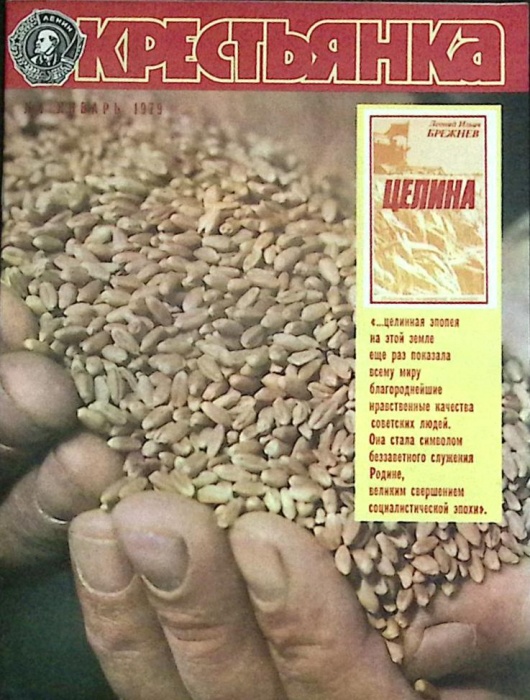 ЛЕНИН
КРЕСТЬЯНКА
ЯНВАРЬ 1979
Леонид Ильич
БРЕЖНЕВ
ЦЕЛИНА
«...целинная эпопея
на этой земле
еще раз показала
всему миру
благороднейшие
нравственные качества
советских людей.
Она стала символом
беззаветного служения
Родине,
великим свершением
социалистической эпохи».